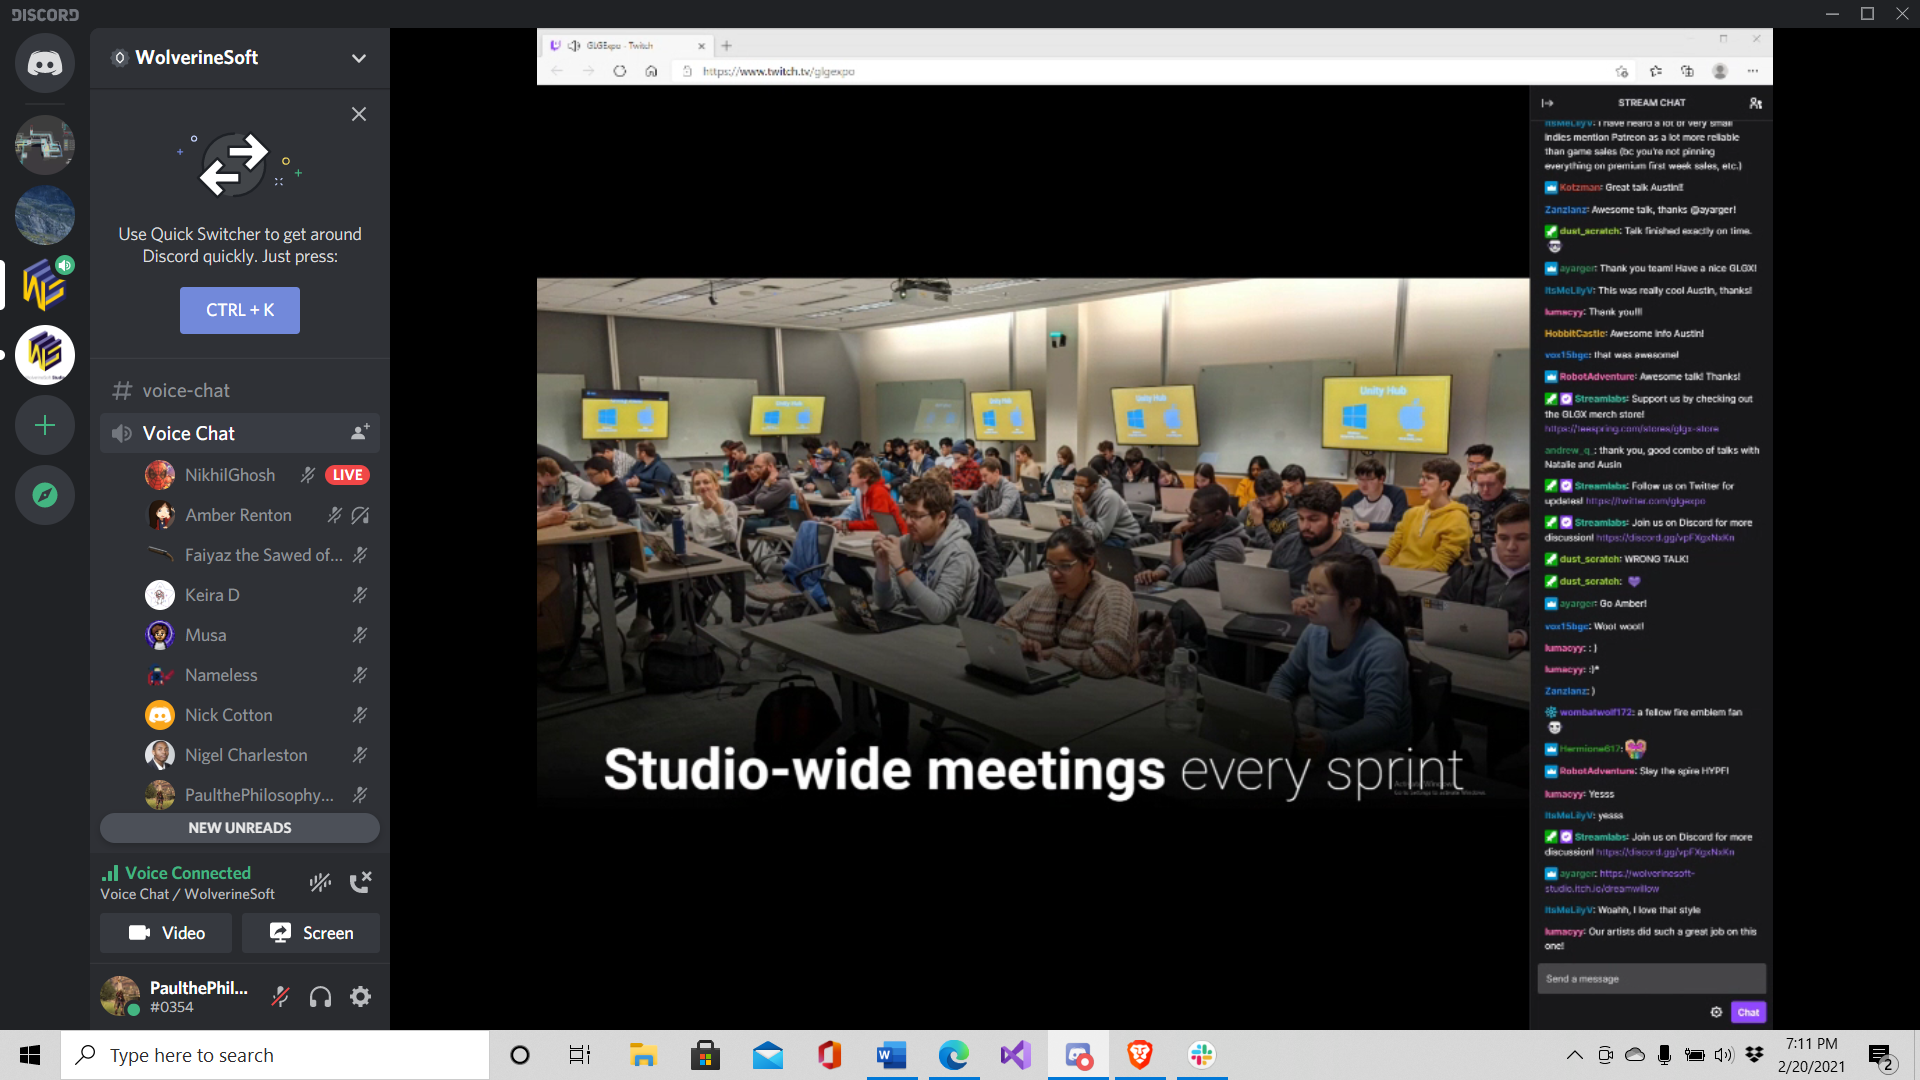 DISCORD
WolverineSoft
Use Quick Switcher to get around
Discord quickly. Just press:
CTRL + K
voice-chat
Voice Chat
NikhilGhosh LIVE
Amber Renton
Faiyaz the Sawed of...
Keira D
Musa
Nameless
Nick Cotton
Nigel Charleston
PaulthePhilosophy...
NEW UNREADS
Voice Connected
Voice Chat / WolverineSoft
Video Screen
PaulthePhil...
#0354
GLGExpo - Twitch
https://www.twitch.tv/glgexpo
Unity Hub
Unity Hub
Unity Hub
Studio-wide meetings every sprint
STREAM CHAT
ItsMeLilyV: I have heard a lot of very small
indies mention Patreon as a lot more reliable
than game sales (bc you're not pinning
everything on premium first week sales, etc.)
Kotzman: Great talk Austin!!
Zanzlanz: Awesome talk, thanks @ayarger!
dust_scratch: Talk finished exactly on time.
ayarger: Thank you team! Have a nice GLGX!
ItsMeLilyV: This was really cool Austin, thanks!
lumacyy: Thank you!!!
HobbitCastle: Awesome info Austin!
vox15bgc: that was awesome!
RobotAdventure: Awesome talk! Thanks!
Streamlabs: Support us by checking out
the GLGX merch store!
https://teespring.com/stores/glgx-store
andrew_q_: thank you, good combo of talks with
Natalie and Ausin
Streamlabs: Follow us on Twitter for
updates! https://twitter.com/glgexpo
Streamlabs: Join us on Discord for more
discussion! https://discord.gg/vpFXgxNxKn
dust_scratch: WRONG TALK!
dust_scratch:
ayarger: Go Amber!
vox15bgc: Woot woot!
lumacyy: : )
lumacyy: :)*
Zanzlanz: )
wombatwolf172: a fellow fire emblem fan
Hermione617:
RobotAdventure: Slay the spire HYPE!
lumacyy: Yesss
ItsMeLilyV: yesss
Streamlabs: Join us on Discord for more
discussion! https://discord.gg/vpFXgxNxKn
ayarger: https://wolverinesoft-
studio.itch.io/dreamwillow
ItsMeLilyV: Woahh, I love that style
lumacyy: Our artists did such a great job on this
one!
Send a message
Chat
Type here to search
7:11 PM
2/20/2021
2